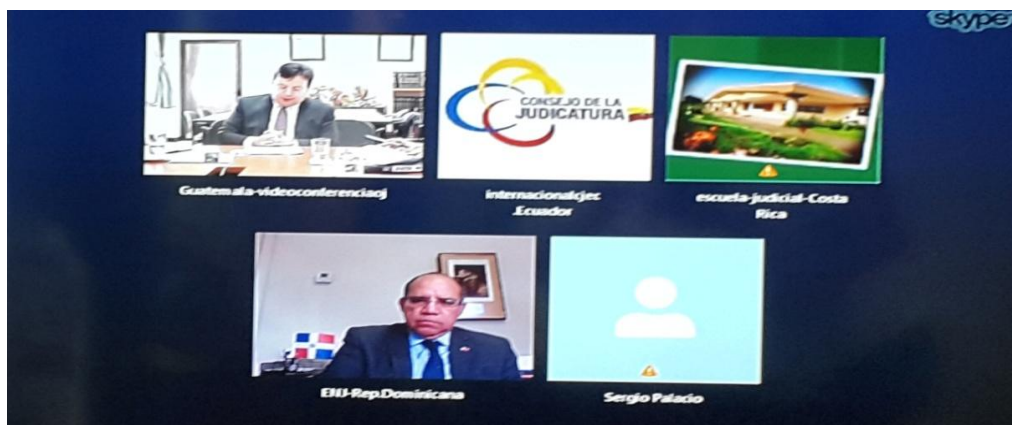 skype
CONSEJO DE LA
JUDICATURA
Guatemala-videoconferenciaoj
internacionalcjec
.Ecuador
escuela-judicial-Costa
Rica
ENJ-Rep.Dominicana
Sergio Palacio